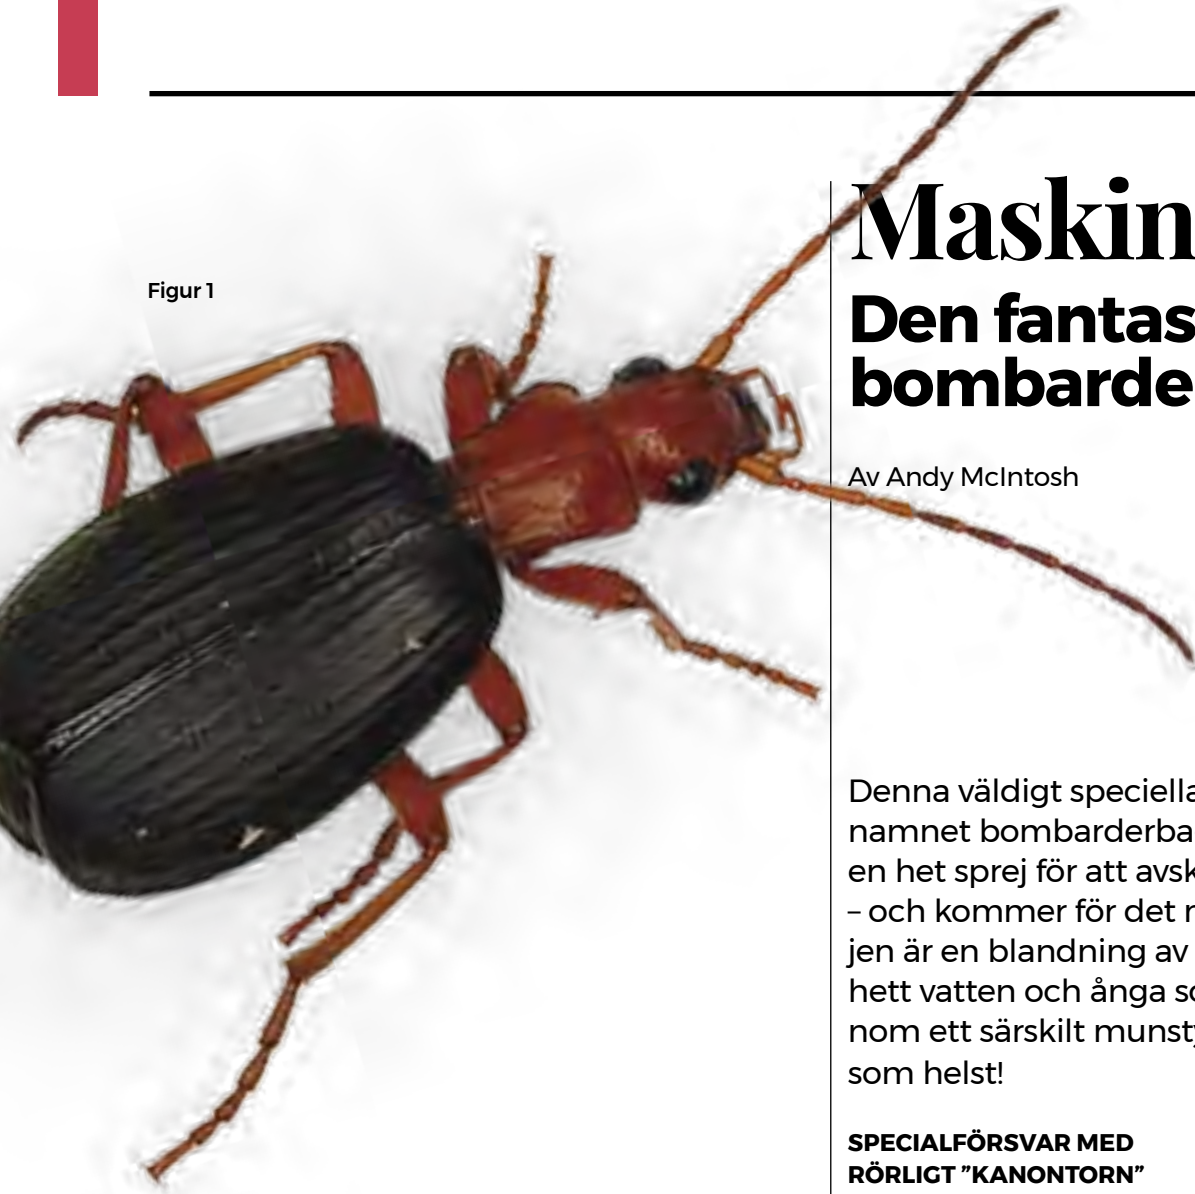 Figur 1
Maskin
Den fantas
bombarde
Av Andy McIntosh
Denna väldigt speciella
namnet bombarderba
en het sprej för att avsk
– och kommer för det
jen är en blandning av
hett vatten och ånga
nom ett särskilt munsty
som helst!
SPECIALFÖRSVAR MED
RÖRLIGT ”KANONTORN”